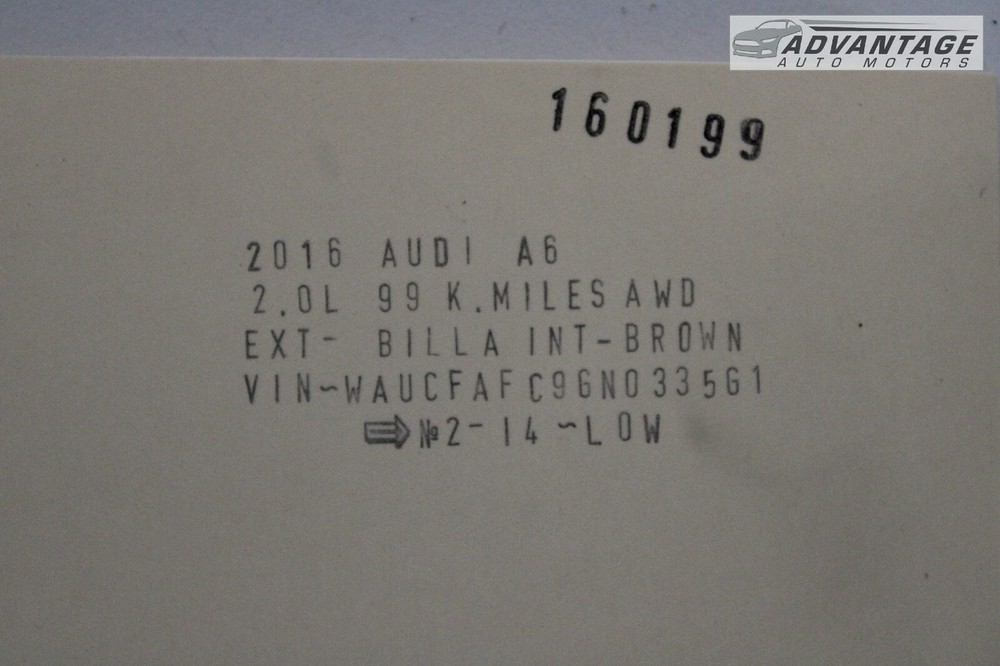 ADVANTAGE
AUTO MOTORS
160199
2016 AUDI A6
2.0L 99 K.MILES AWD
EXT- BILLA INT-BROWN
VIN~WAUCFAFC9GN033561
⇨ №2-14~LOW